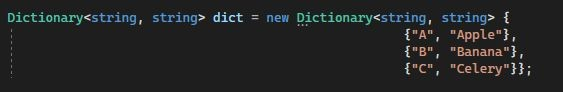 Dictionary<string, string> dict = new Dictionary<string, string> {
{"A", "Apple"},
{"B", "Banana"},
{"C", "Celery"}};